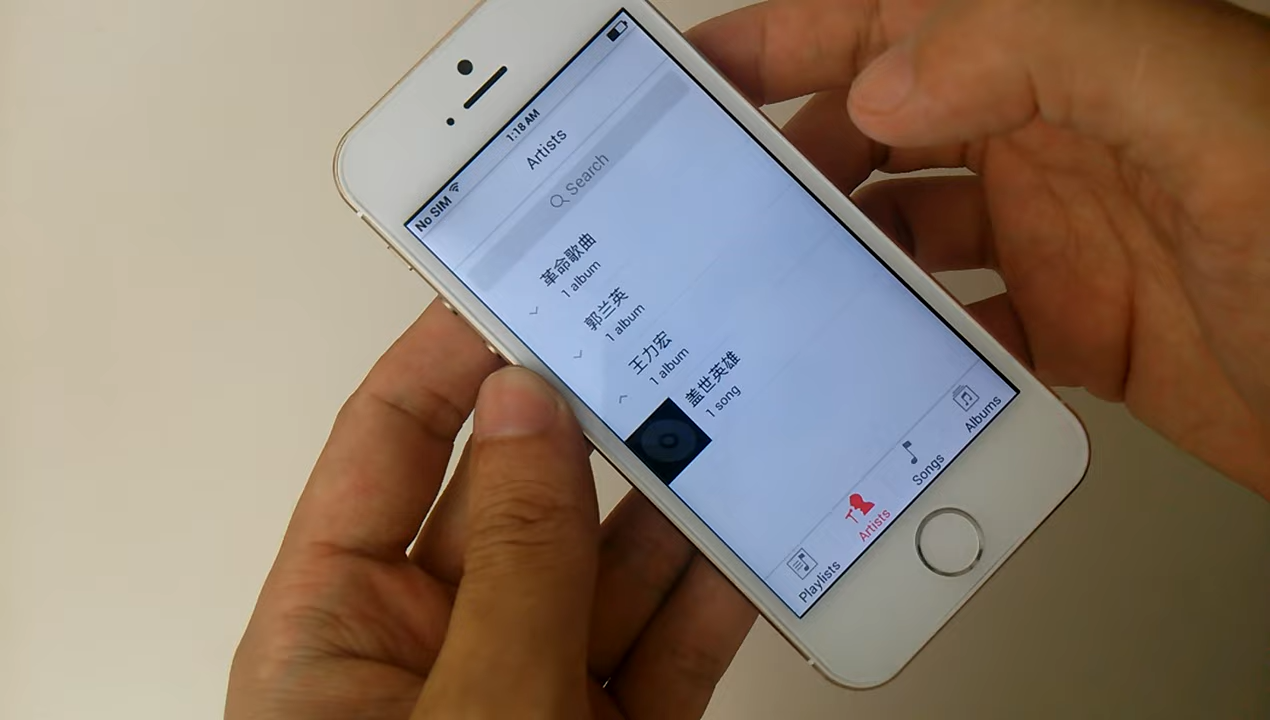 No SIM 1:18 AM
Artists
Search
革命歌曲
1 album
郭兰英
1 album
王力宏
1 album
盖世英雄
1 song
Playlists
Artists
Songs
Albums